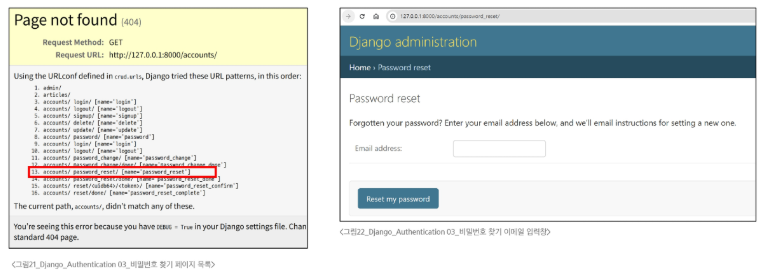 Page not found (404)
Request Method: GET
Request URL: http://127.0.0.1:8000/accounts/
Using the URLconf defined in crud.urls, Django tried these URL patterns, in this order:
1. admin/
2. articles/
3. accounts/ login/ [name='login']
4. accounts/ logout/ [name='logout']
5. accounts/ signup/ [name='signup']
6. accounts/ delete/ [name='delete']
7. accounts/ update/ [name='update']
8. accounts/ password/ [name='password']
9. accounts/ login/ [name='login']
10. accounts/ logout/ [name='logout']
11. accounts/ password_change/ [name='password_change']
12. accounts/ password_change/done/ [name='password_change_done']
13. accounts/ password_reset/ [name='password_reset']
14. accounts/ password_reset/done/ [name='password_reset_done']
15. accounts/ reset/<uidb64>/<token>/ [name='password_reset_confirm']
16. accounts/ reset/done/ [name='password_reset_complete']
The current path, accounts/, didn't match any of these.
You're seeing this error because you have DEBUG = True in your Django settings file. Chan
standard 404 page.
<그림21_Django_Authentication 03_비밀번호 찾기 페이지 목록>
127.0.0.1:8000/accounts/password_reset/
Django administration
Home › Password reset
Password reset
Forgotten your password? Enter your email address below, and we'll email instructions for setting a new one.
Email address:
Reset my password
<그림22_Django_Authentication 03_비밀번호 찾기 이메일 입력창>